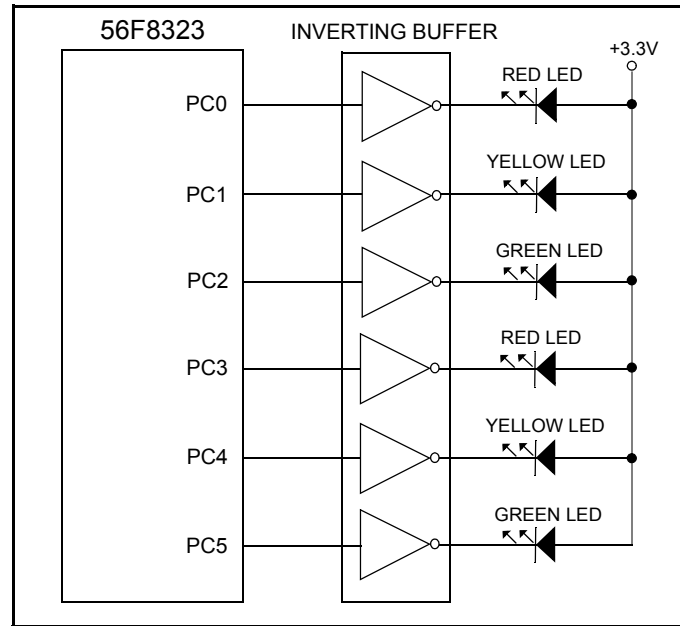 56F8323
INVERTING BUFFER
+3.3V
RED LED
PC0
YELLOW LED
PC1
GREEN LED
PC2
RED LED
PC3
YELLOW LED
PC4
GREEN LED
PC5